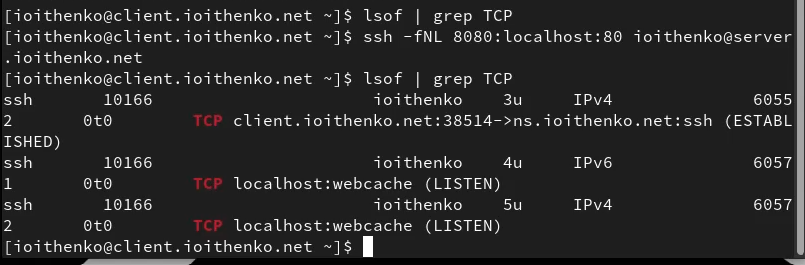 [ioithenko@client.ioithenko.net ~]$ lsof | grep TCP
[ioithenko@client.ioithenko.net ~]$ ssh -fNL 8080:localhost:80 ioithenko@server
.ioithenko.net
[ioithenko@client.ioithenko.net ~]$ lsof | grep TCP
ssh       10166                     ioithenko    3u     IPv4               6055
2       0t0        TCP client.ioithenko.net:38514->ns.ioithenko.net:ssh (ESTABL
ISHED)
ssh       10166                     ioithenko    4u     IPv6               6057
1       0t0        TCP localhost:webcache (LISTEN)
ssh       10166                     ioithenko    5u     IPv4               6057
2       0t0        TCP localhost:webcache (LISTEN)
[ioithenko@client.ioithenko.net ~]$